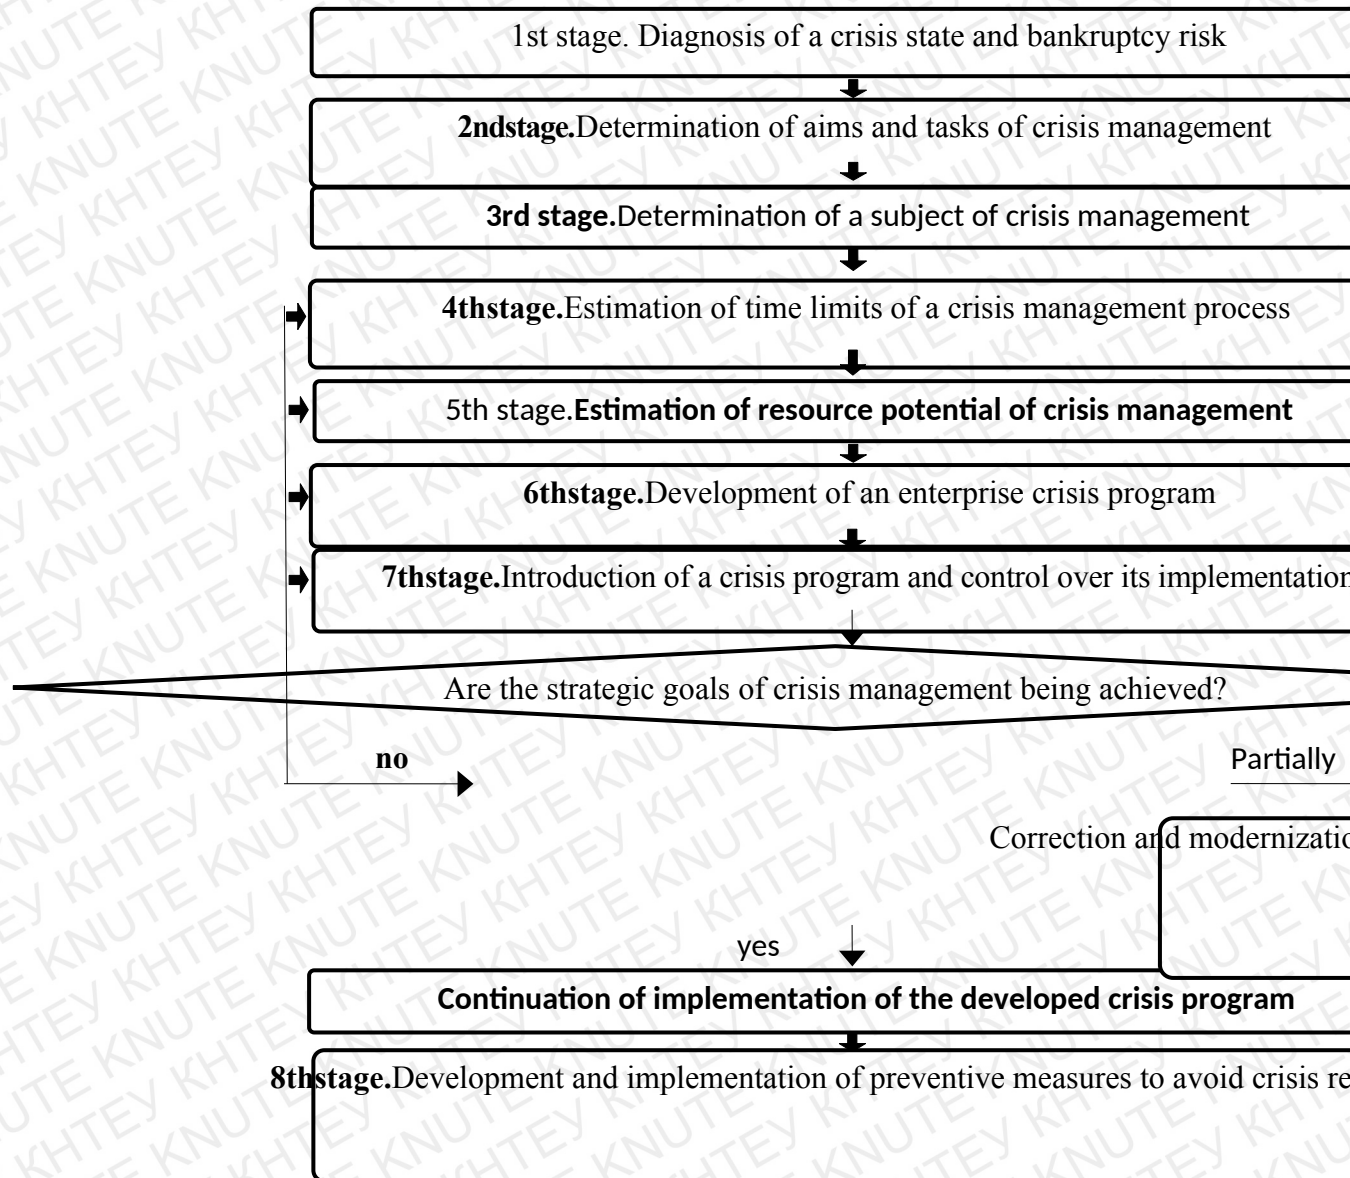 1st stage. Diagnosis of a crisis state and bankruptcy risk
2ndstage.Determination of aims and tasks of crisis management
3rd stage.Determination of a subject of crisis management
4thstage.Estimation of time limits of a crisis management process
5th stage.Estimation of resource potential of crisis management
6thstage.Development of an enterprise crisis program
7thstage.Introduction of a crisis program and control over its implementation
Are the strategic goals of crisis management being achieved?
no
Partially
Correction and
yes
Continuation of implementation of the developed crisis program
8thstage.Development and implementation of preventive measures to avoid crisis